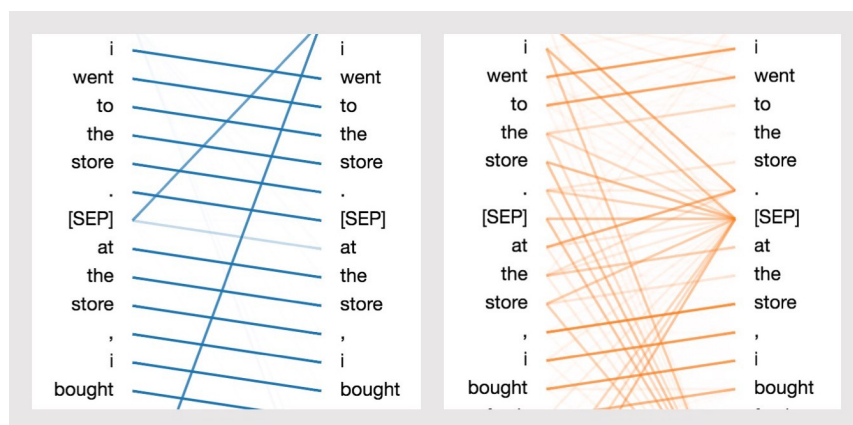 i i i i
went went went went
to to to to
the the the the
store store store store
. . . .
[SEP] [SEP] [SEP] [SEP]
at at at at
the the the the
store store store store
, , , ,
i i i i
bought bought bought bought